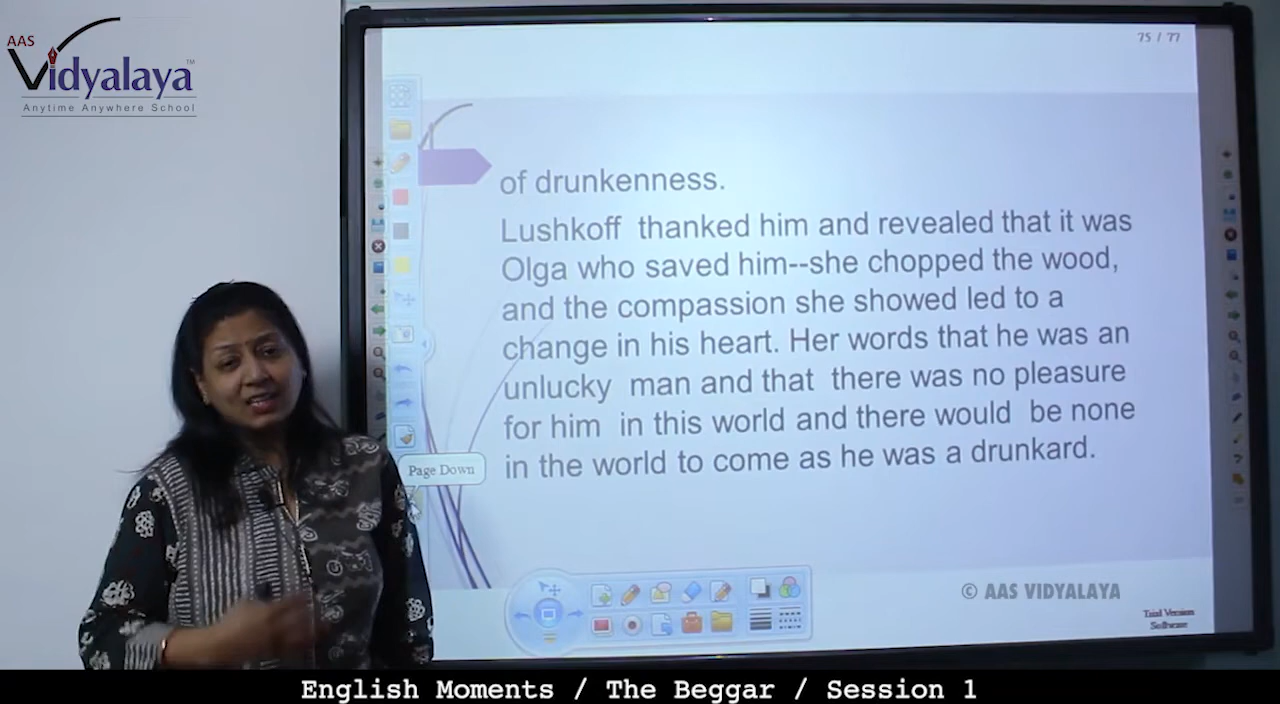 AAS
Vidyalaya
TM
Anytime Anywhere School
75 / 77
of drunkenness.
Lushkoff thanked him and revealed that it was
Olga who saved him--she chopped the wood,
and the compassion she showed led to a
change in his heart. Her words that he was an
unlucky man and that there was no pleasure
for him in this world and there would be none
in the world to come as he was a drunkard.
Page Down
© AAS VIDYALAYA
Trial Version
Software
English Moments / The Beggar / Session 1